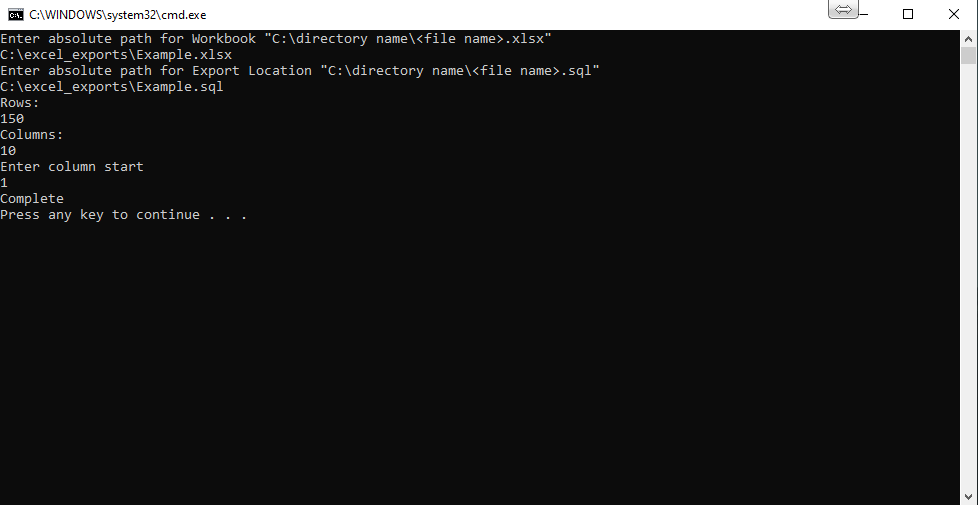 C:\WINDOWS\system32\cmd.exe
Enter absolute path for Workbook "C:\directory name\<file name>.xlsx"
C:\excel_exports\Example.xlsx
Enter absolute path for Export Location "C:\directory name\<file name>.sql"
C:\excel_exports\Example.sql
Rows:
150
Columns:
10
Enter column start
1
Complete
Press any key to continue . . .